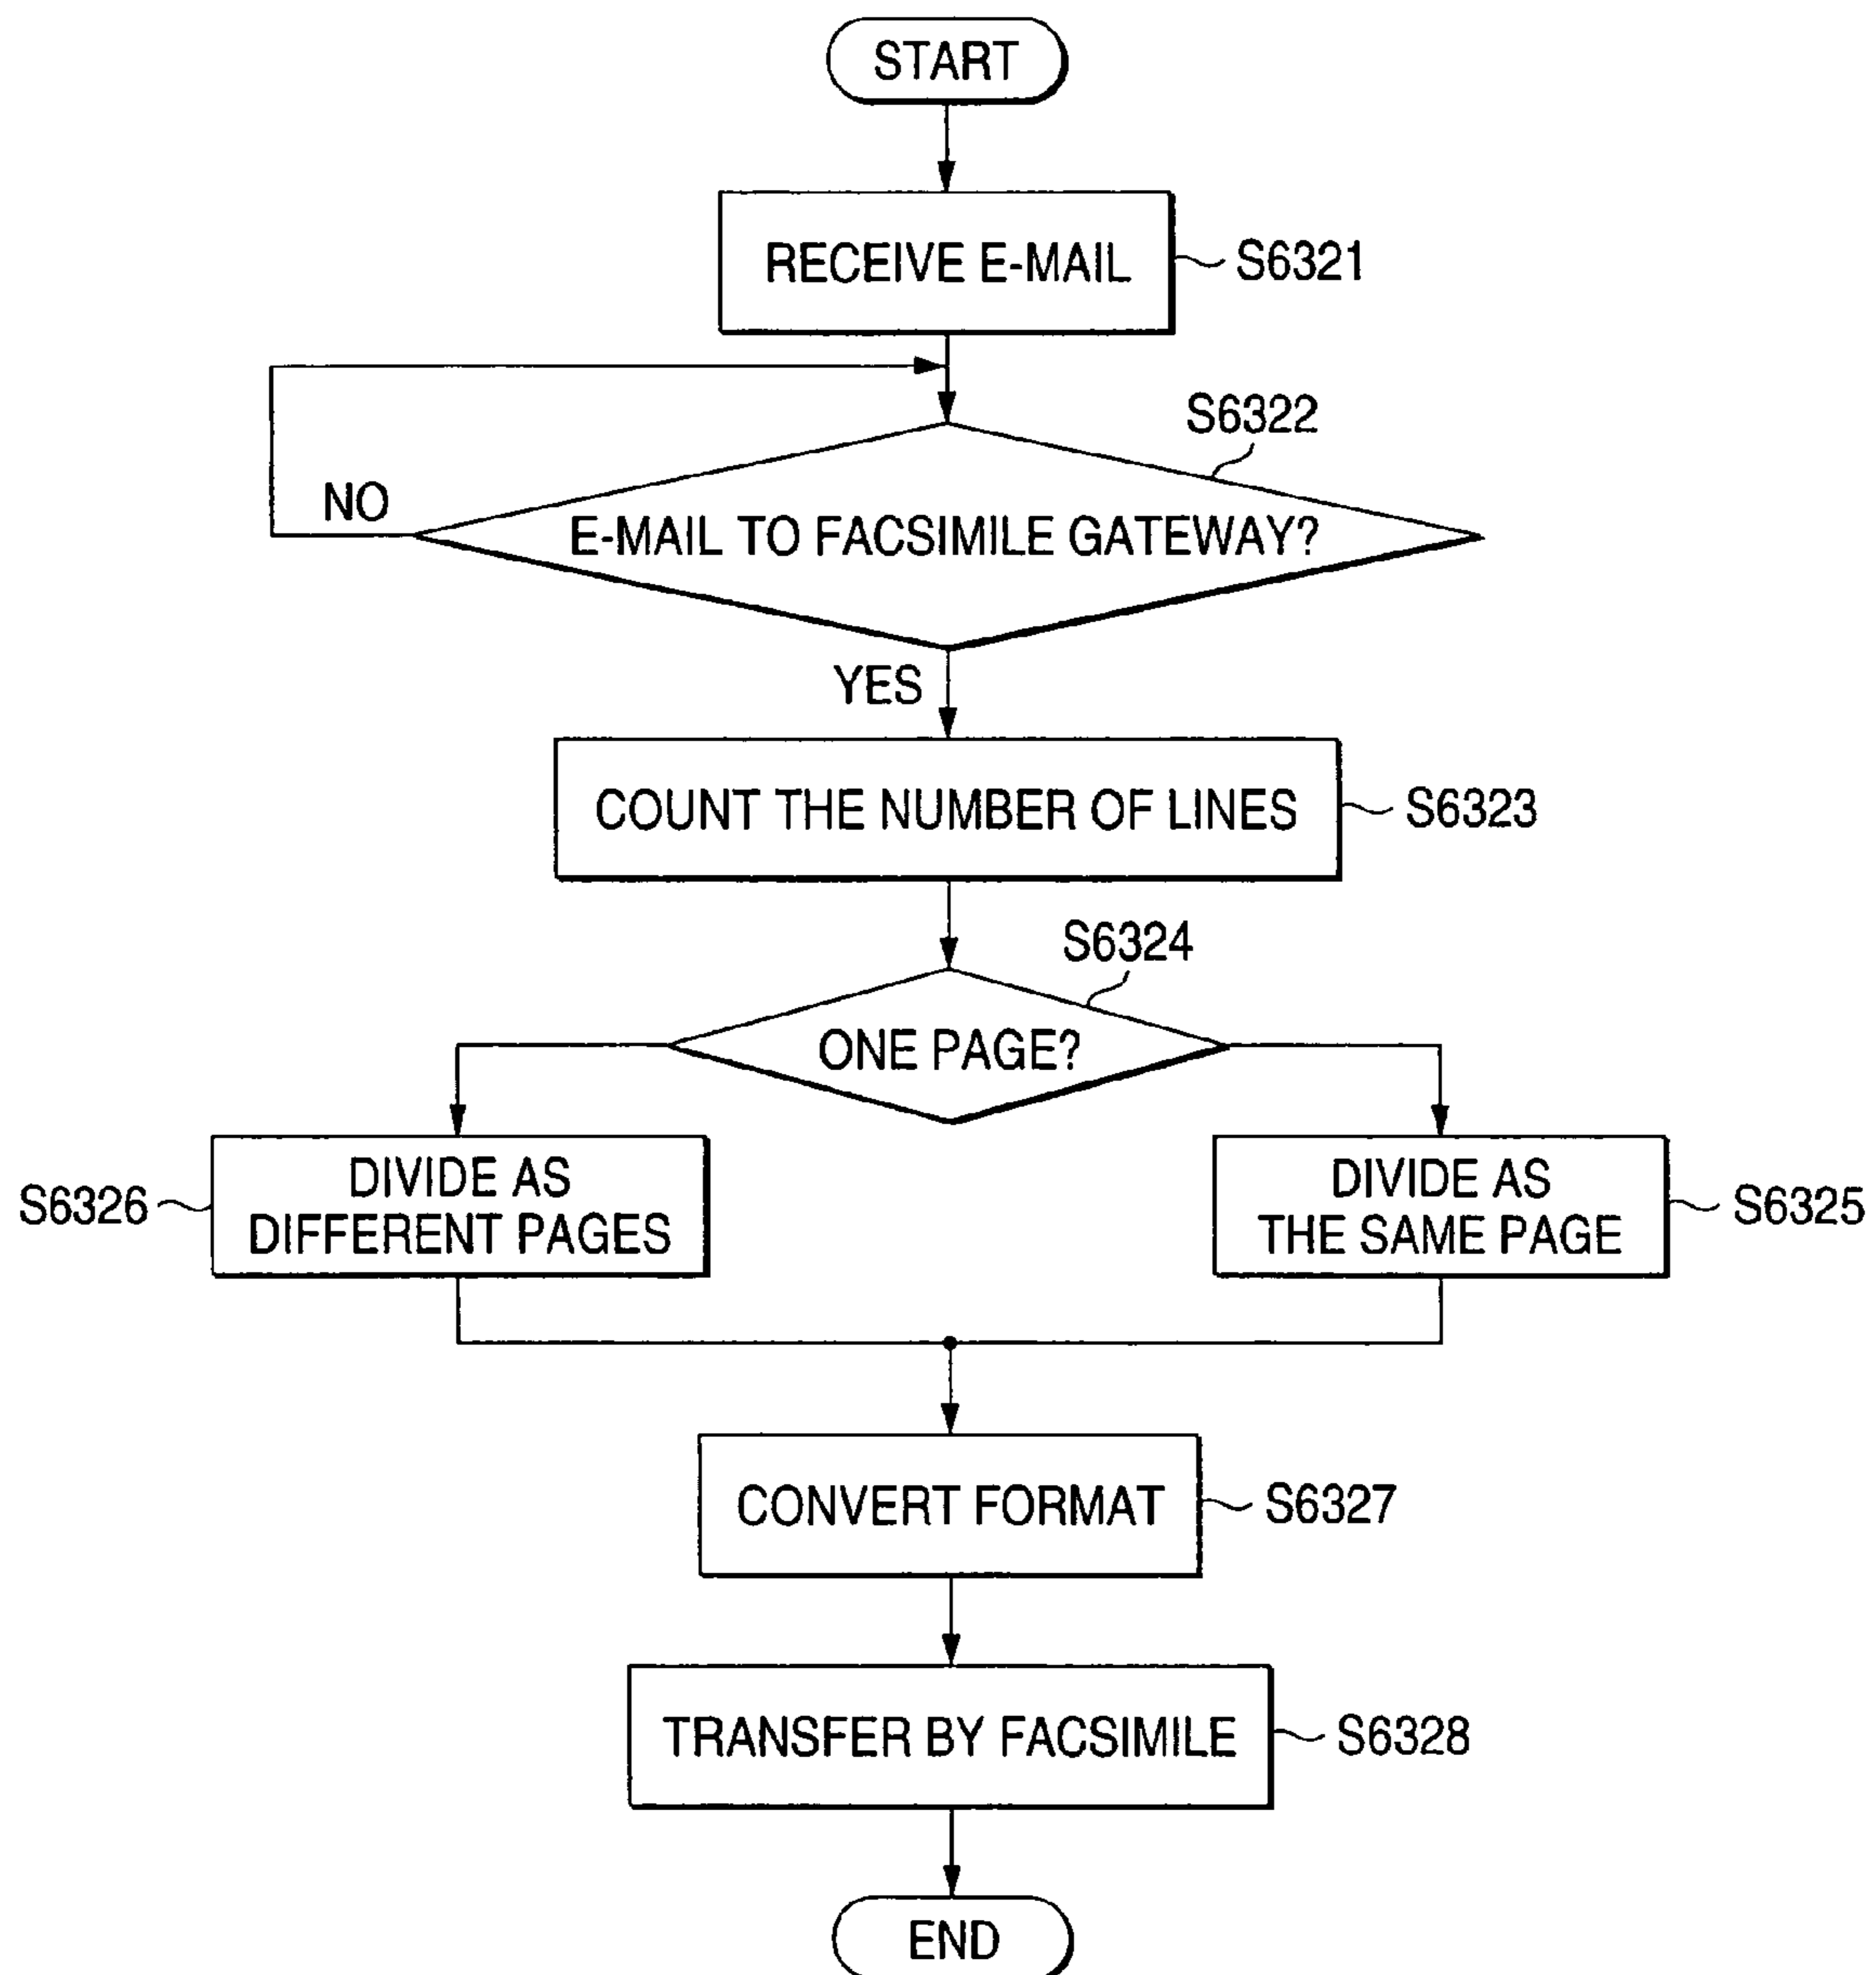 START
RECEIVE E-MAIL
S6321
S6322
NO
E-MAIL TO FACSIMILE GATEWAY?
YES
COUNT THE NUMBER OF LINES
S6323
S6324
ONE PAGE?
S6326
DIVIDE AS
DIFFERENT PAGES
DIVIDE AS
THE SAME PAGE
S6325
CONVERT FORMAT
S6327
TRANSFER BY FACSIMILE
S6328
END